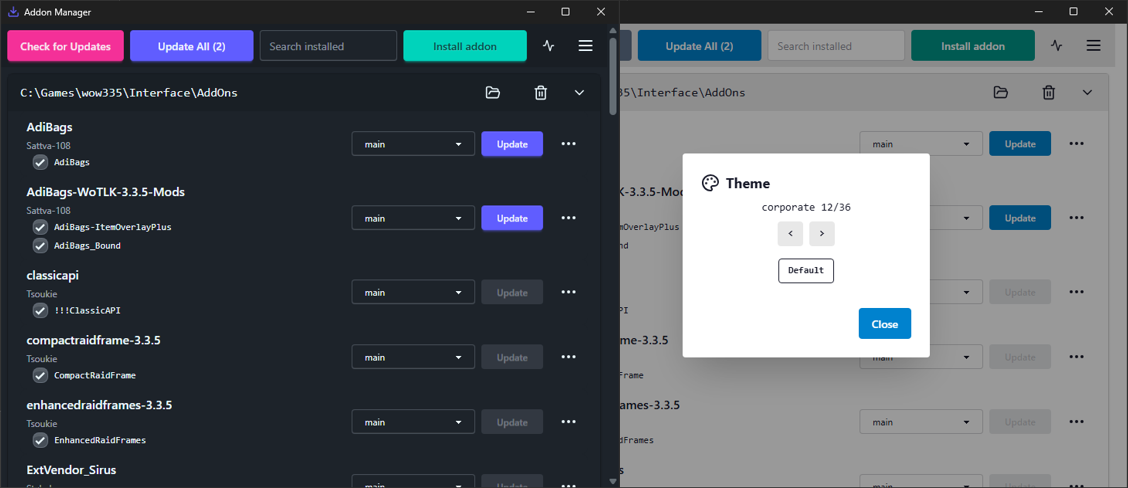 Addon Manager
Check for Updates
Update All (2)
Search installed
Install addon
C:\Games\wow335\Interface\AddOns
AdiBags
Sattva-108
AdiBags
main
Update
AdiBags-WoTLK-3.3.5-Mods
Sattva-108
AdiBags-ItemOverlayPlus
AdiBags_Bound
main
Update
classicapi
Tsoukie
!!!ClassicAPI
main
Update
compactraidframe-3.3.5
Tsoukie
CompactRaidFrame
main
Update
enhancedraidframes-3.3.5
Tsoukie
EnhancedRaidFrames
main
Update
ExtVendor_Sirus
main
Update
Update All (2)
Search installed
Install addon
35\Interface\AddOns
main
Update
K-3.3.5-Mod
mOverlayPlus
und
Update
PI
Update
me-3.3.5
Frame
main
Update
ames-3.3.5
dFrames
main
Update
s
main
Update
Theme
corporate 12/36
< >
Default
Close